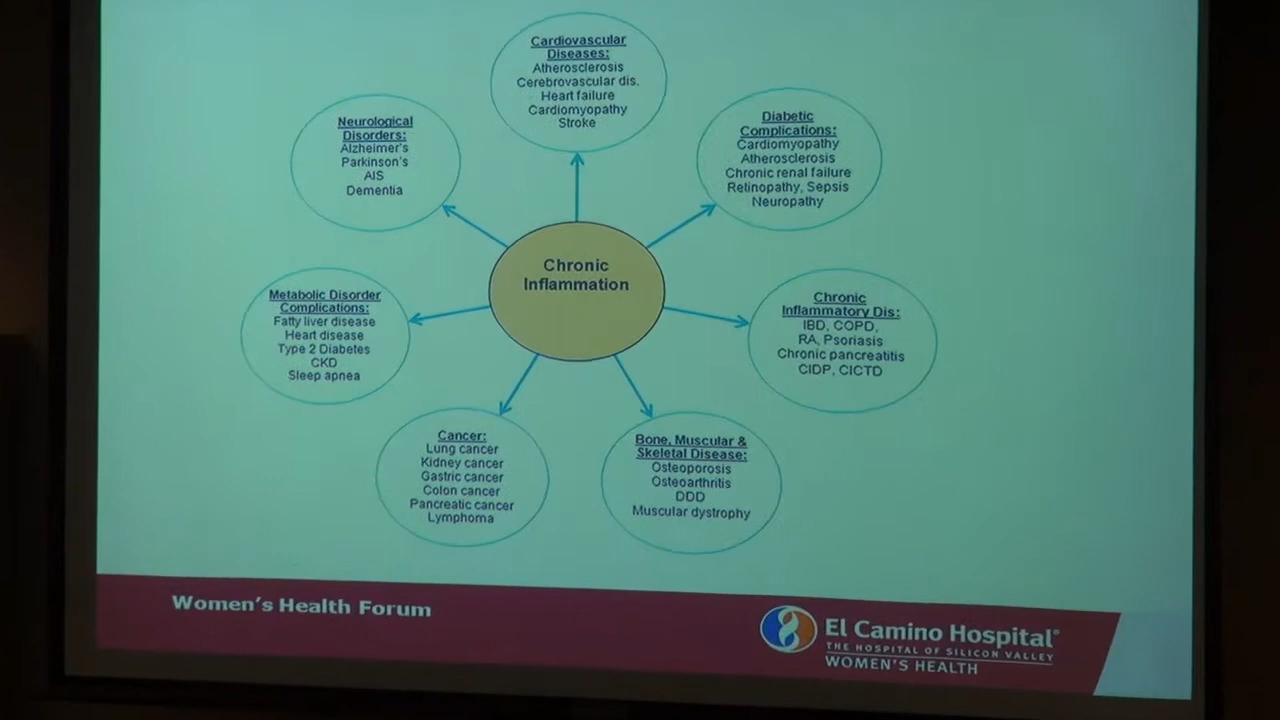 Cardiovascular
Diseases:
Atherosclerosis
Cerebrovascular dis.
Heart failure
Cardiomyopathy
Stroke
Neurological
Disorders:
Alzheimer's
Parkinson's
AIS
Dementia
Diabetic
Complications:
Cardiomyopathy
Atherosclerosis
Chronic renal failure
Retinopathy, Sepsis
Neuropathy
Chronic
Inflammation
Metabolic Disorder
Complications:
Fatty liver disease
Heart disease
Type 2 Diabetes
CKD
Sleep apnea
Chronic
Inflammatory Dis:
IBD, COPD,
RA, Psoriasis
Chronic pancreatitis
CIDP, CICTD
Cancer:
Lung cancer
Kidney cancer
Gastric cancer
Colon cancer
Pancreatic cancer
Lymphoma
Bone, Muscular &
Skeletal Disease:
Osteoporosis
Osteoarthritis
DDD
Muscular dystrophy
Women's Health Forum
El Camino Hospital®
THE HOSPITAL OF SILICON VALLEY
WOMEN'S HEALTH